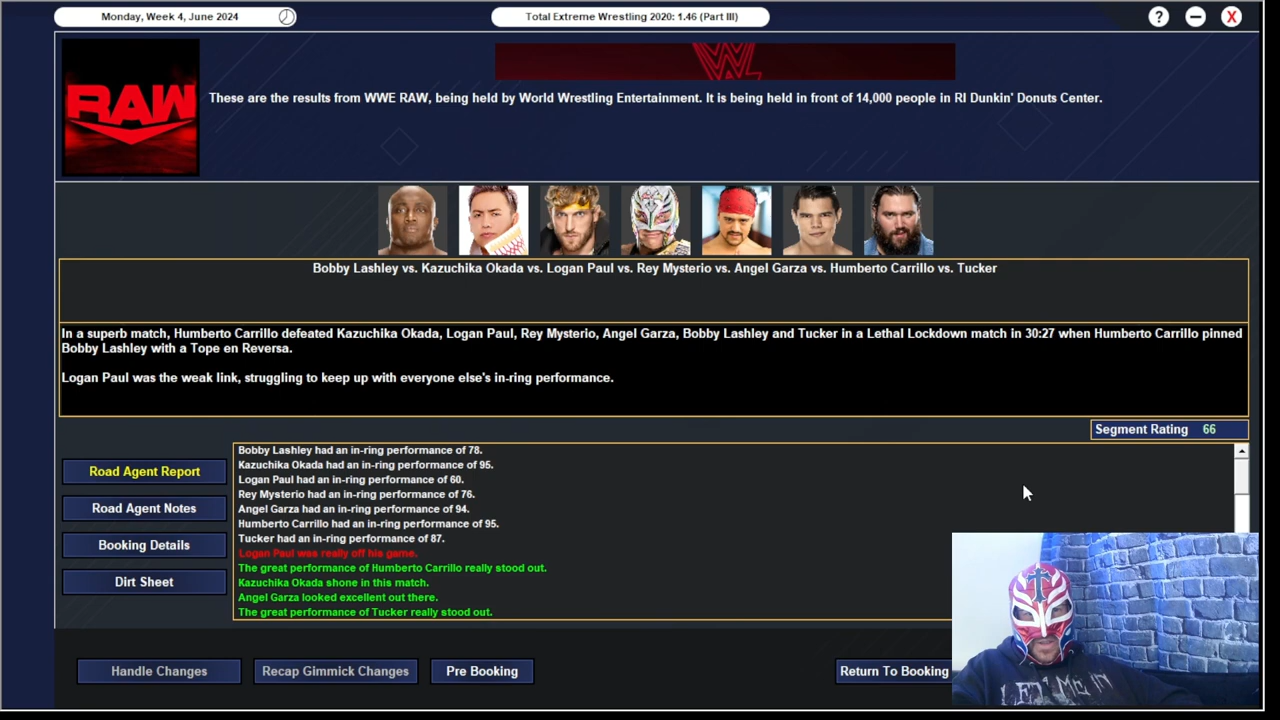 Monday, Week 4, June 2024
Total Extreme Wrestling 2020: 1.46 (Part III)
?
X
RAW
These are the results from WWE RAW, being held by World Wrestling Entertainment. It is being held in front of 14,000 people in RI Dunkin' Donuts Center.
Bobby Lashley vs. Kazuchika Okada vs. Logan Paul vs. Rey Mysterio vs. Angel Garza vs. Humberto Carrillo vs. Tucker
In a superb match, Humberto Carrillo defeated Kazuchika Okada, Logan Paul, Rey Mysterio, Angel Garza, Bobby Lashley and Tucker in a Lethal Lockdown match in 30:27 when Humberto Carrillo pinned
Bobby Lashley with a Tope en Reversa.
Logan Paul was the weak link, struggling to keep up with everyone else's in-ring performance.
Segment Rating 66
Road Agent Report
Road Agent Notes
Booking Details
Dirt Sheet
Bobby Lashley had an in-ring performance of 78.
Kazuchika Okada had an in-ring performance of 95.
Logan Paul had an in-ring performance of 60.
Rey Mysterio had an in-ring performance of 76.
Angel Garza had an in-ring performance of 94.
Humberto Carrillo had an in-ring performance of 95.
Tucker had an in-ring performance of 87.
Logan Paul was really off his game.
The great performance of Humberto Carrillo really stood out.
Kazuchika Okada shone in this match.
Angel Garza looked excellent out there.
The great performance of Tucker really stood out.
Handle Changes
Recap Gimmick Changes
Pre Booking
Return To Booking
LET ME IN